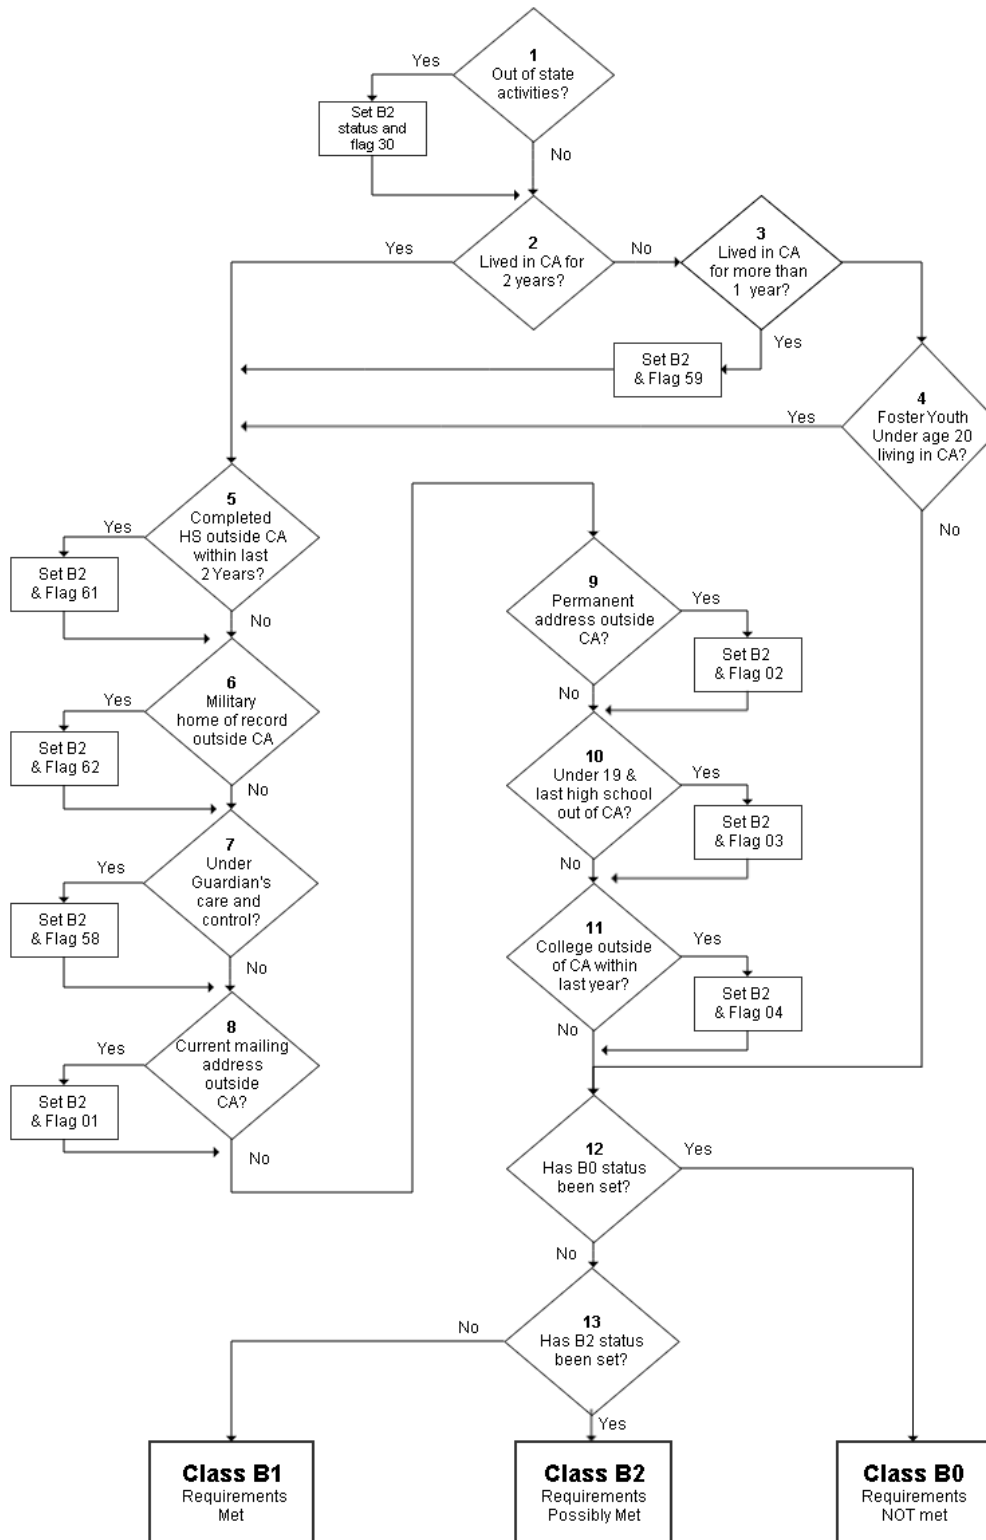 1
Out of state
activities?
Yes
Set B2
status and
flag 30
No
2
Lived in CA for
2 years?
Yes
No
3
Lived in CA
for more than
1 year?
Yes
Set B2
& Flag 59
4
Foster Youth
Under age 20
living in CA?
Yes
No
5
Completed
HS outside CA
within last
2 Years?
Yes
Set B2
& Flag 61
No
6
Military
home of record
outside CA
Yes
Set B2
& Flag 62
No
7
Under
Guardian's
care and
control?
Yes
Set B2
& Flag 58
No
8
Current mailing
address
outside
CA?
Yes
Set B2
& Flag 01
No
9
Permanent
address outside
CA?
Yes
Set B2
& Flag 02
No
10
Under 19 &
last high school
out of CA?
Yes
Set B2
& Flag 03
No
11
College outside
of CA within
last year?
Yes
Set B2
& Flag 04
No
12
Has B0 status
been set?
Yes
No
13
Has B2 status
been set?
No
Yes
Class B1
Requirements
Met
Class B2
Requirements
Possibly Met
Class B0
Requirements
NOT met